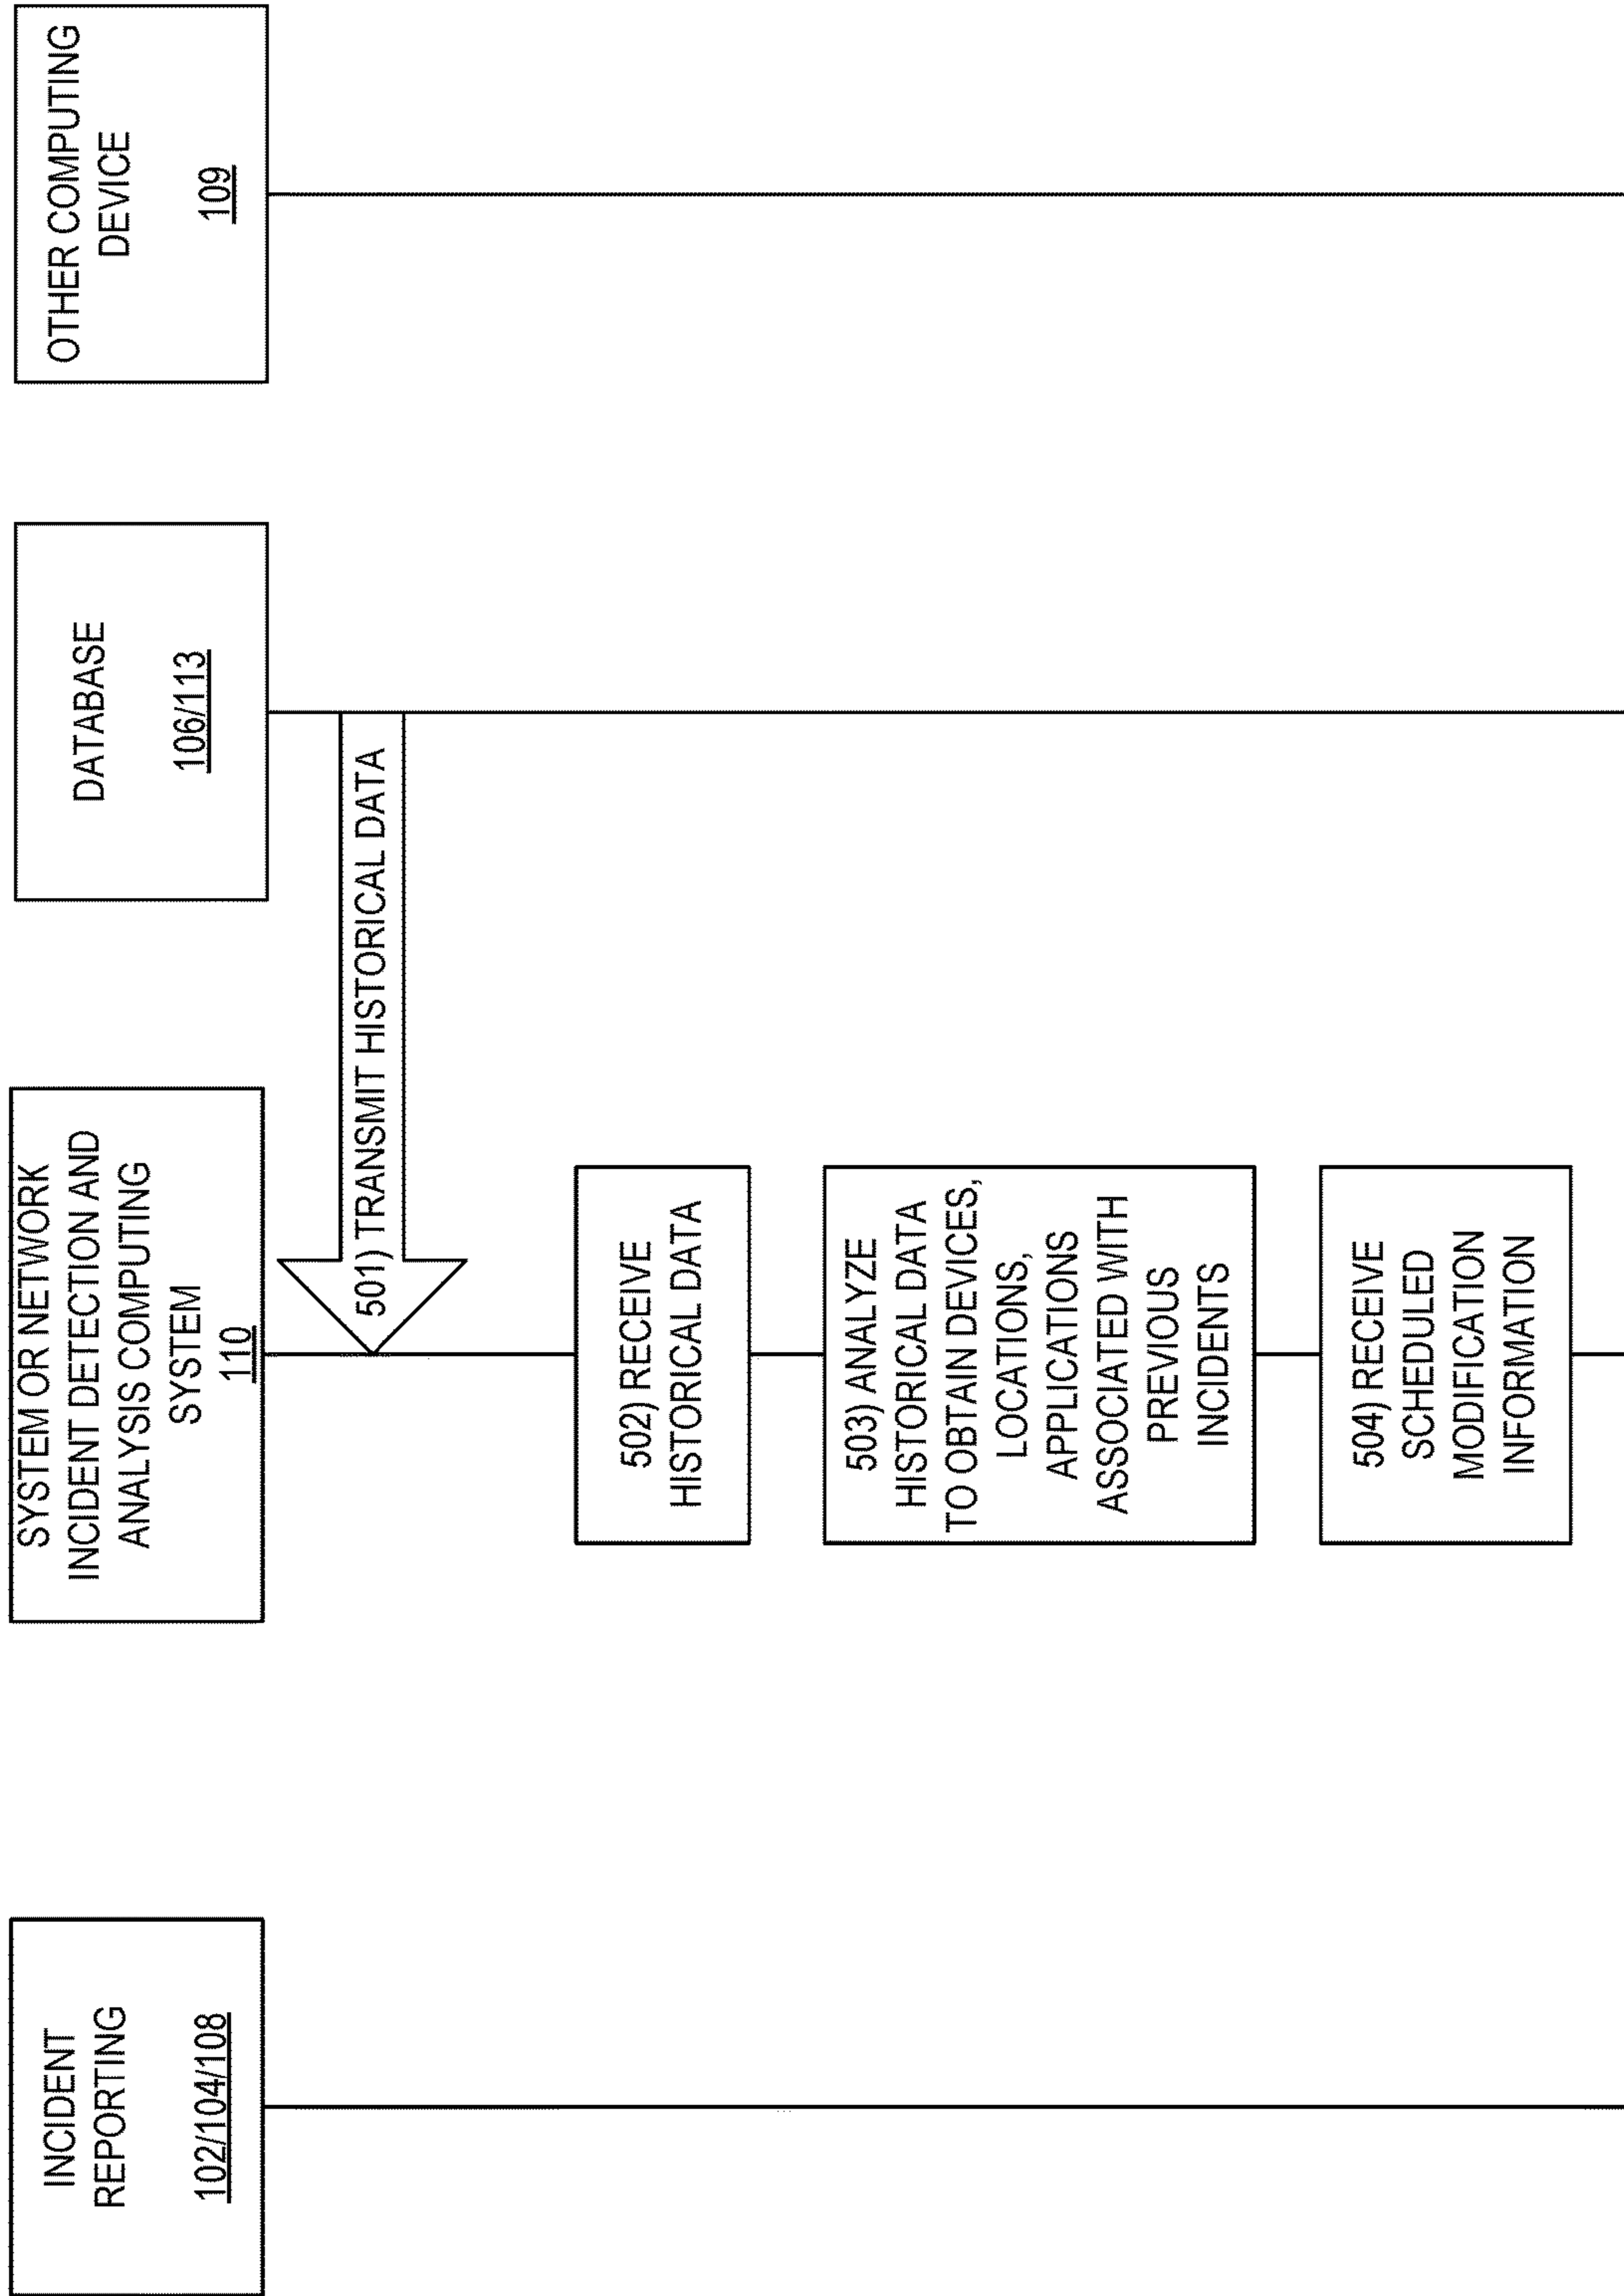 INCIDENT
REPORTING
102/104/108
SYSTEM OR NETWORK
INCIDENT DETECTION AND
ANALYSIS COMPUTING
SYSTEM
110
DATABASE
106/113
OTHER COMPUTING
DEVICE
109
501) TRANSMIT HISTORICAL DATA
502) RECEIVE
HISTORICAL DATA
503) ANALYZE
HISTORICAL DATA
TO OBTAIN DEVICES,
LOCATIONS,
APPLICATIONS
ASSOCIATED WITH
PREVIOUS
INCIDENTS
504) RECEIVE
SCHEDULED
MODIFICATION
INFORMATION